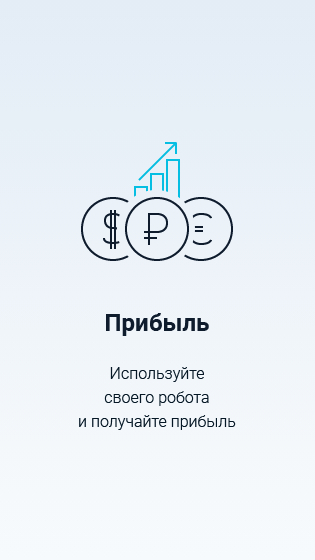 $ ₽ €
Прибыль
Используйте
своего робота
и получайте прибыль